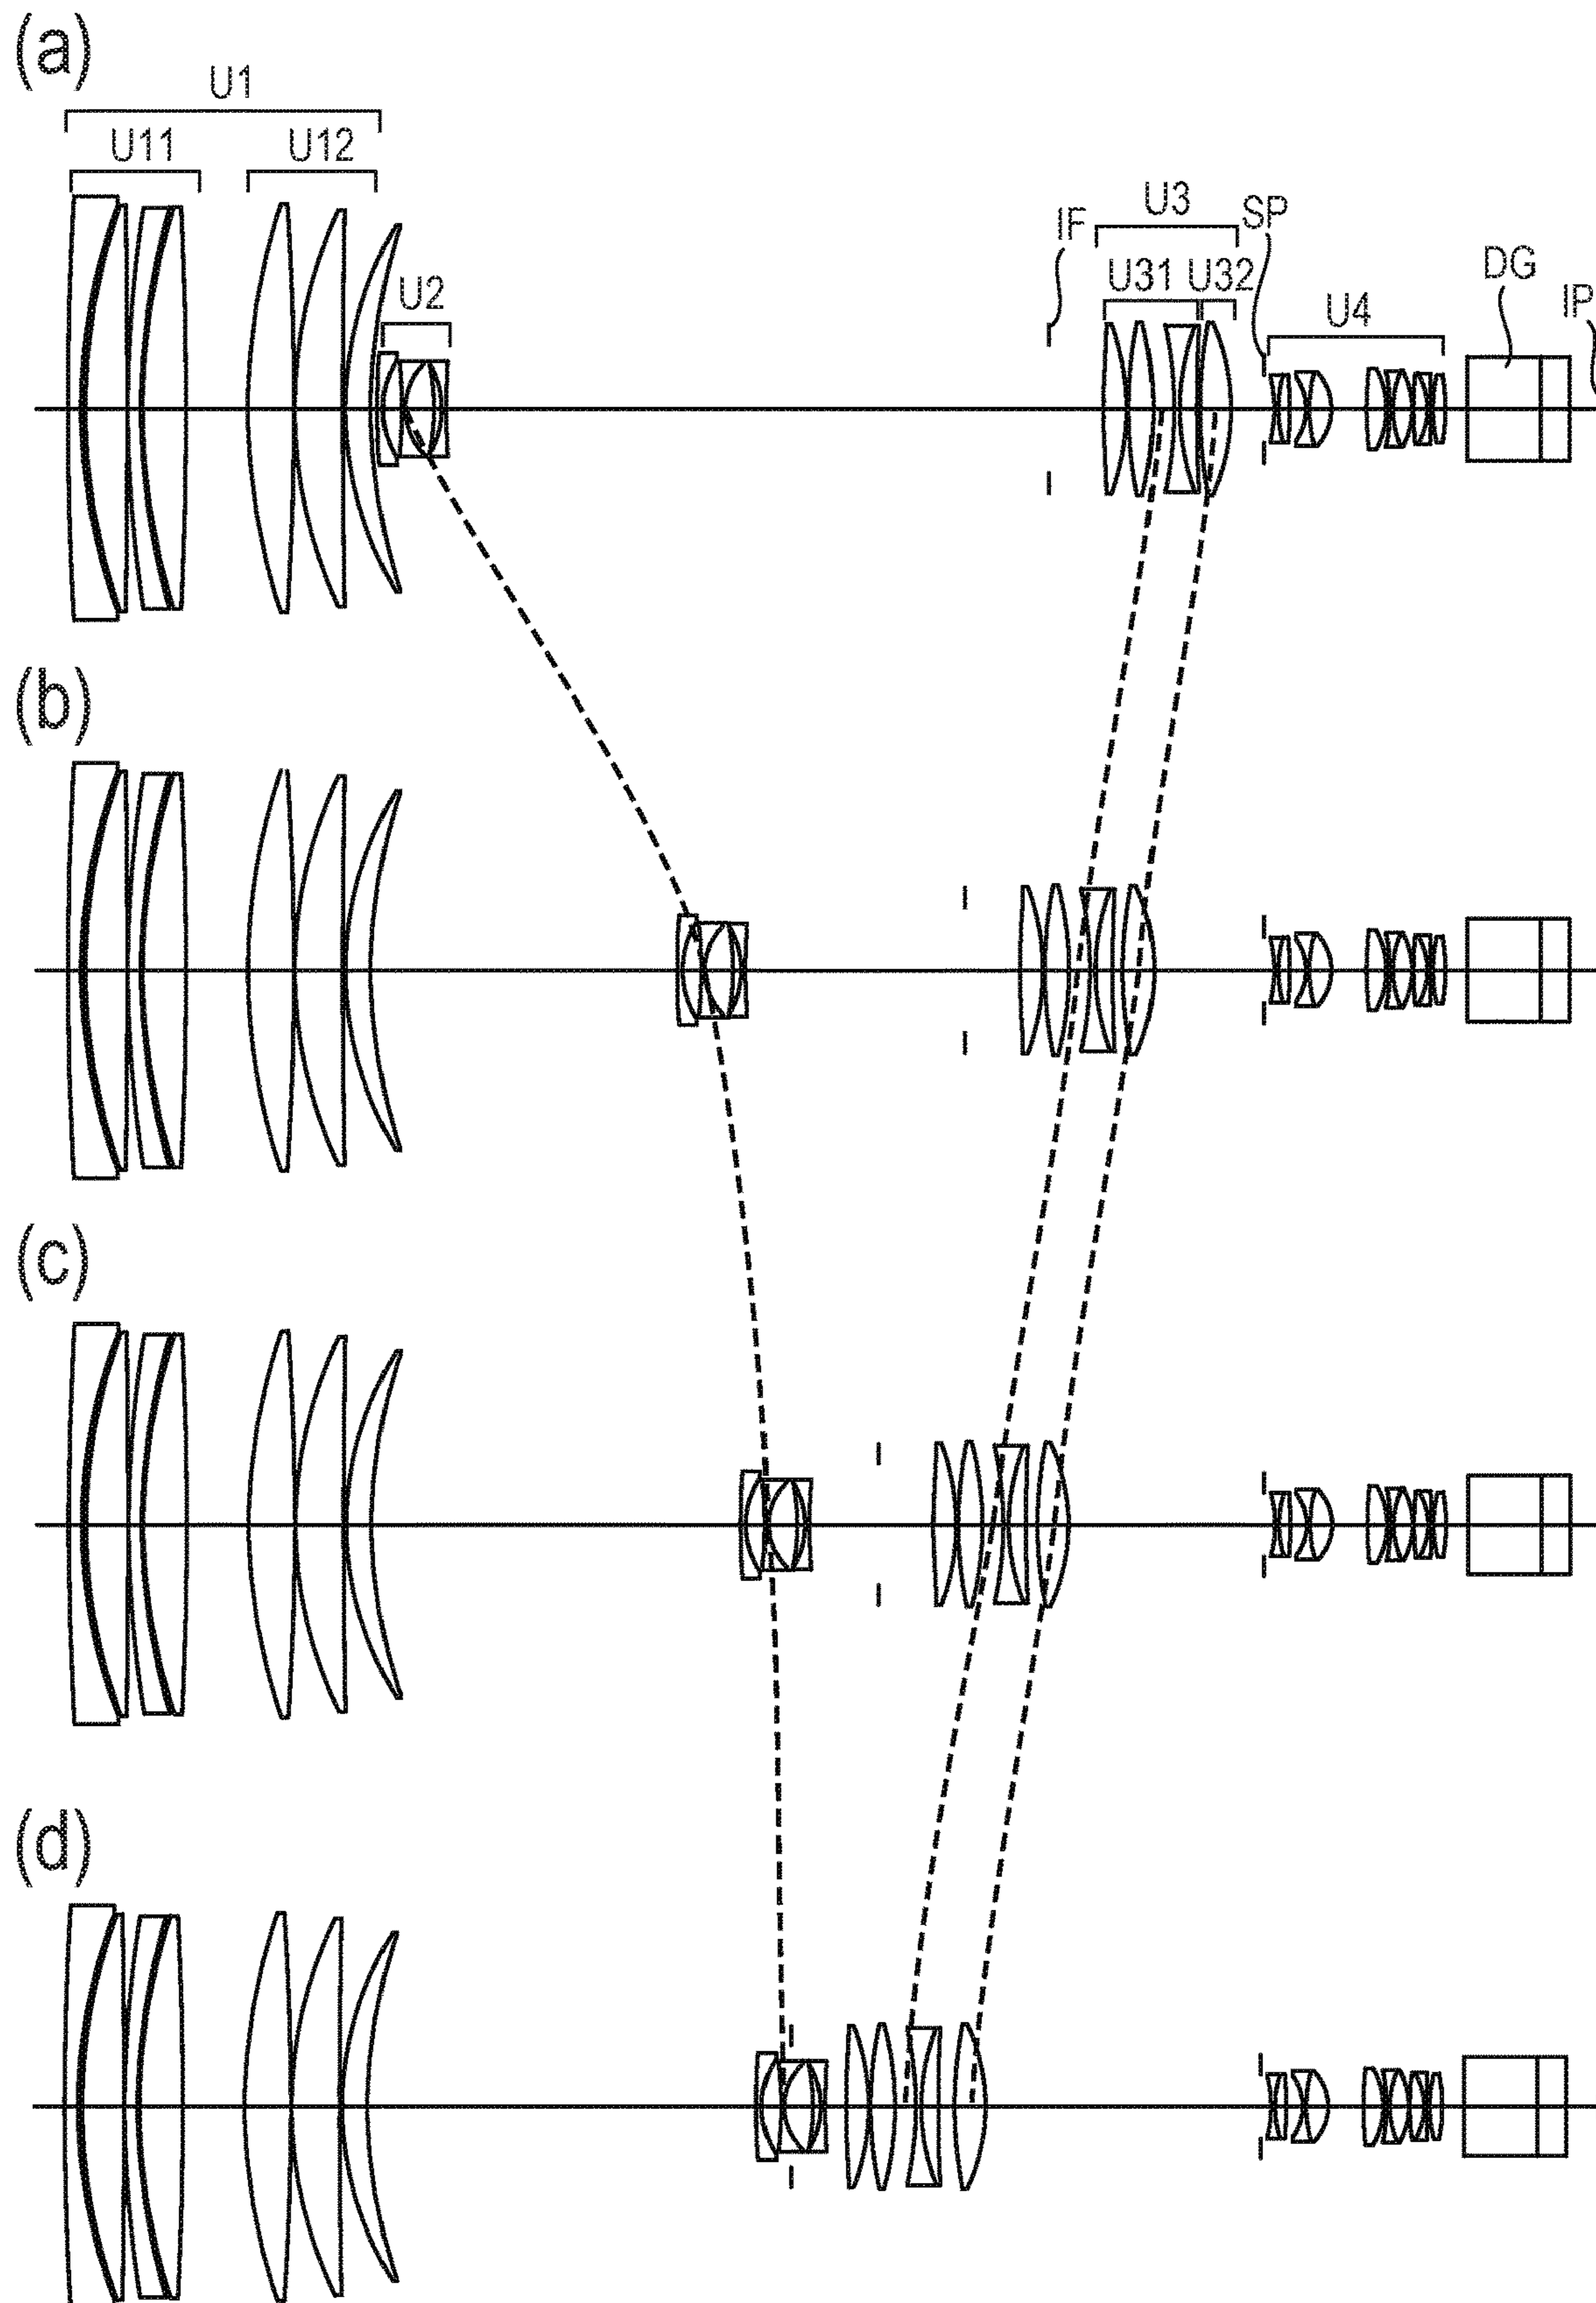 (a)
U1
U11 U12
U2
IF U3 SP
U31 U32
U4
DG
IP
(b)
(c)
(d)